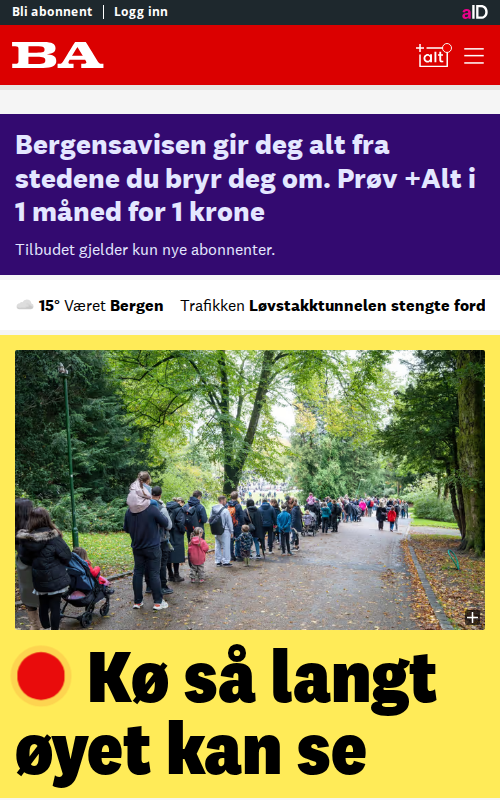 Bli abonnent | Logg inn
aID
BA
+alt
Bergensavisen gir deg alt fra
stedene du bryr deg om. Prøv +Alt i
1 måned for 1 krone
Tilbudet gjelder kun nye abonnenter.
15° Været Bergen Trafikken Løvstakktunnelen stengte ford
Kø så langt
øyet kan se